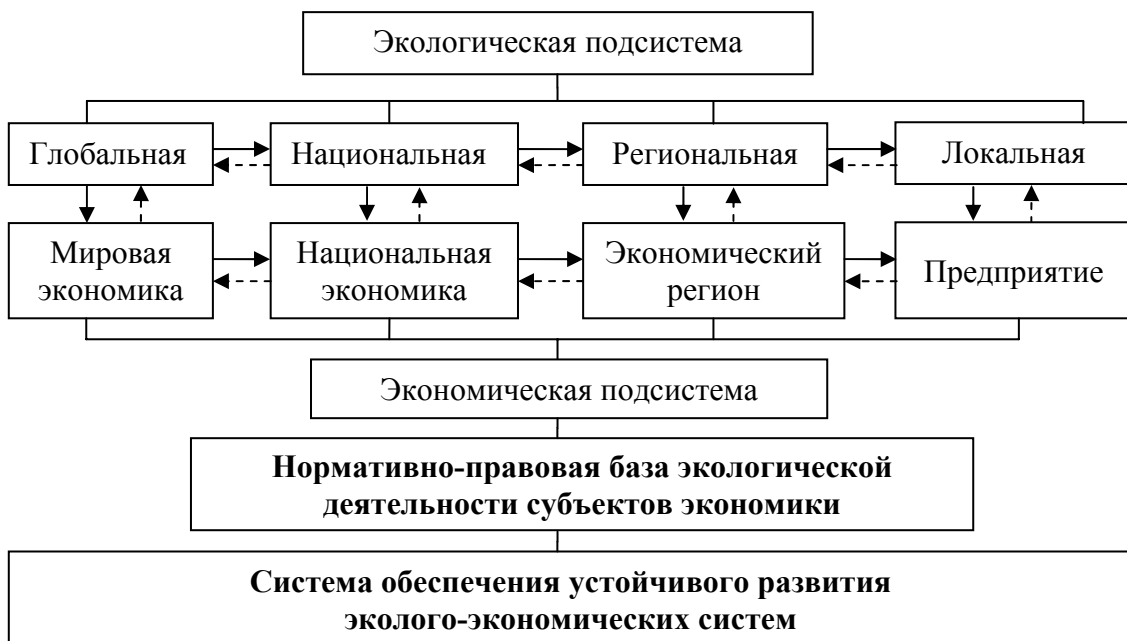 Экологическая подсистема
Глобальная
Национальная
Региональная
Локальная
Мировая
экономика
Национальная
экономика
Экономический
регион
Предприятие
Экономическая подсистема
Нормативно-правовая база экологической
деятельности субъектов экономики
Система обеспечения устойчивого развития
эколого-экономических систем